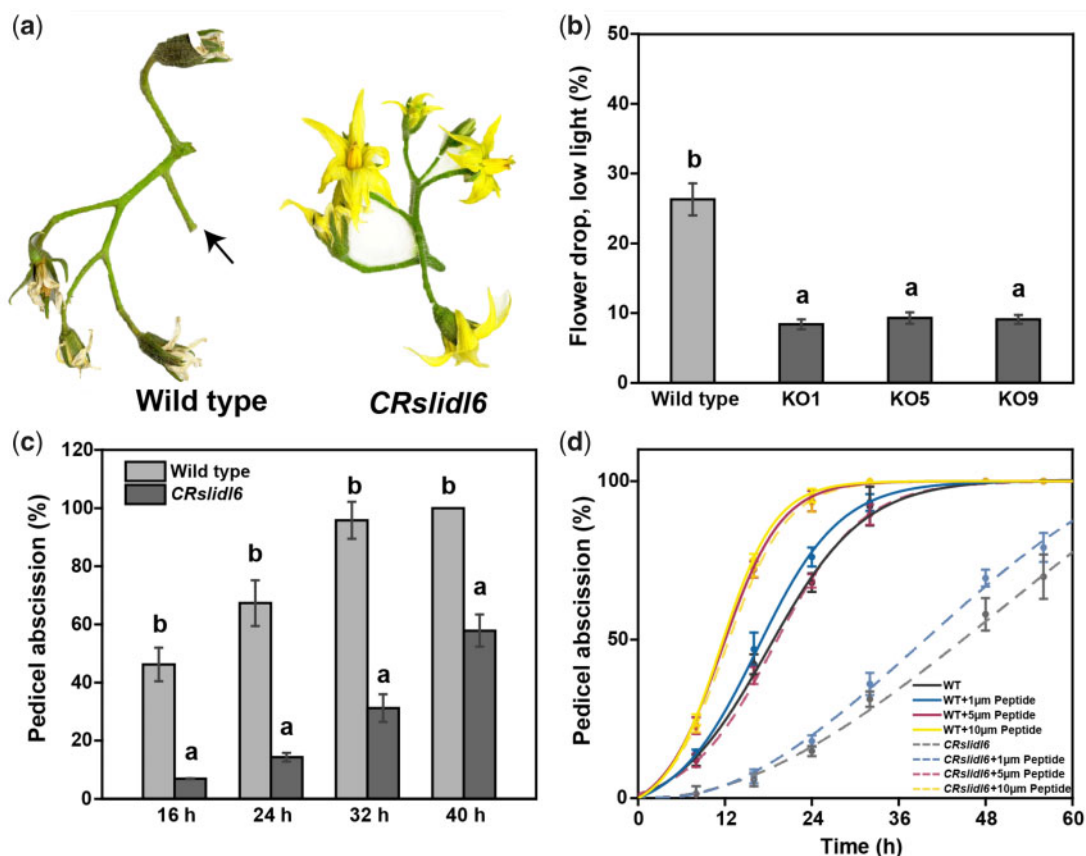 (a)
Wild type
CRslidl6
(b)
Flower drop, low light (%)
50
40
30
20
10
0
b
a
a
a
Wild type
KO1
KO5
KO9
(c)
Pedicel abscission (%)
120
100
80
60
40
20
0
Wild type
CRslidl6
b
a
b
a
b
a
b
a
16 h
24 h
32 h
40 h
(d)
Pedicel abscission (%)
100
50
0
WT
WT+1μm Peptide
WT+5μm Peptide
WT+10μm Peptide
CRslidl6
CRslidl6+1μm Peptide
CRslidl6+5μm Peptide
CRslidl6+10μm Peptide
0
12
24
36
48
60
Time (h)